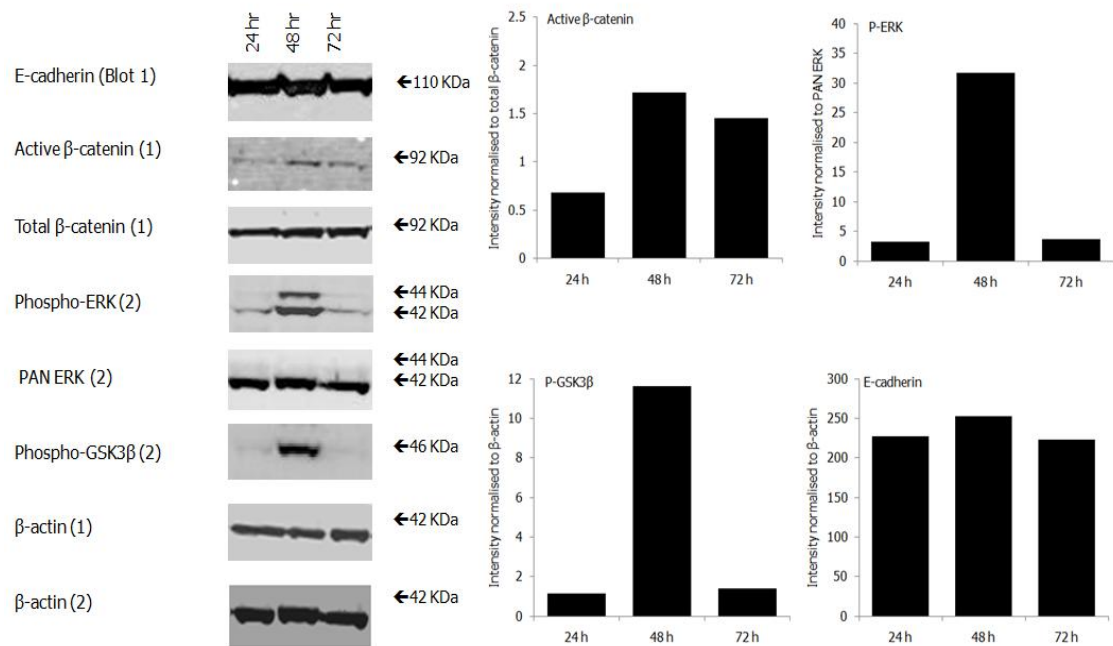 24 hr
48 hr
72 hr
E-cadherin (Blot 1)
←110 KDa
Active β-catenin (1)
←92 KDa
Total β-catenin (1)
←92 KDa
Phospho-ERK (2)
←44 KDa
←42 KDa
PAN ERK (2)
←44 KDa
←42 KDa
Phospho-GSK3β (2)
←46 KDa
β-actin (1)
←42 KDa
β-actin (2)
←42 KDa
Active β-catenin
Intensity normalised to total β-catenin
2.5
2
1.5
1
0.5
0
24 h
48 h
72 h
P-ERK
Intensity normalised to PAN ERK
40
35
30
25
20
15
10
5
0
24 h
48 h
72 h
P-GSK3β
Intensity normalised to β-actin
12
10
8
6
4
2
0
24 h
48 h
72 h
E-cadherin
Intensity normalised to β-actin
300
250
200
150
100
50
0
24 h
48 h
72 h